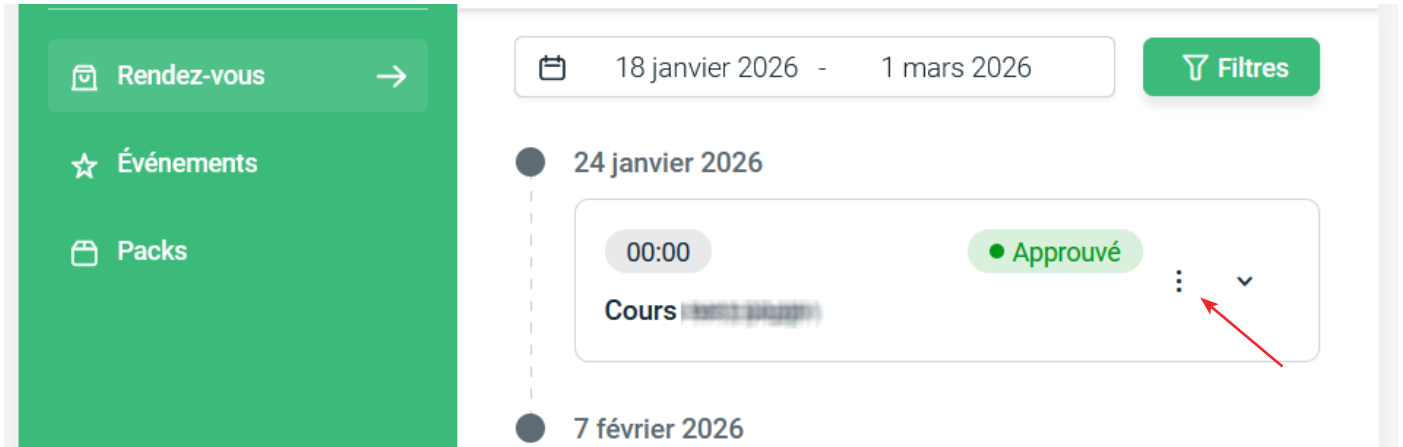 Rendez-vous
Événements
Packs
18 janvier 2026 - 1 mars 2026
Filtres
24 janvier 2026
00:00
Approuvé
Cours
7 février 2026